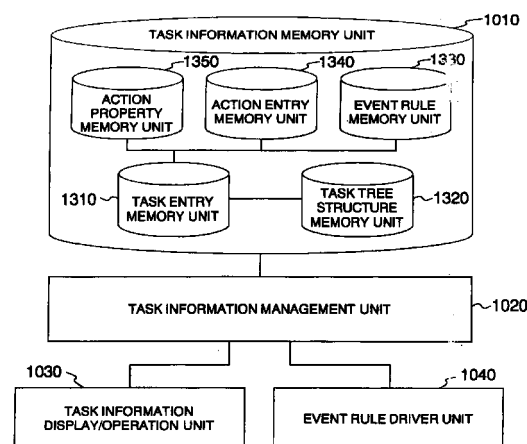 1010
TASK INFORMATION MEMORY UNIT
1350
1340
1330
ACTION
PROPERTY
MEMORY UNIT
ACTION ENTRY
MEMORY UNIT
EVENT RULE
MEMORY UNIT
1310
TASK ENTRY
MEMORY UNIT
TASK TREE
STRUCTURE
MEMORY UNIT
1320
TASK INFORMATION MANAGEMENT UNIT
1020
1030
1040
TASK INFORMATION
DISPLAY/OPERATION UNIT
EVENT RULE DRIVER UNIT